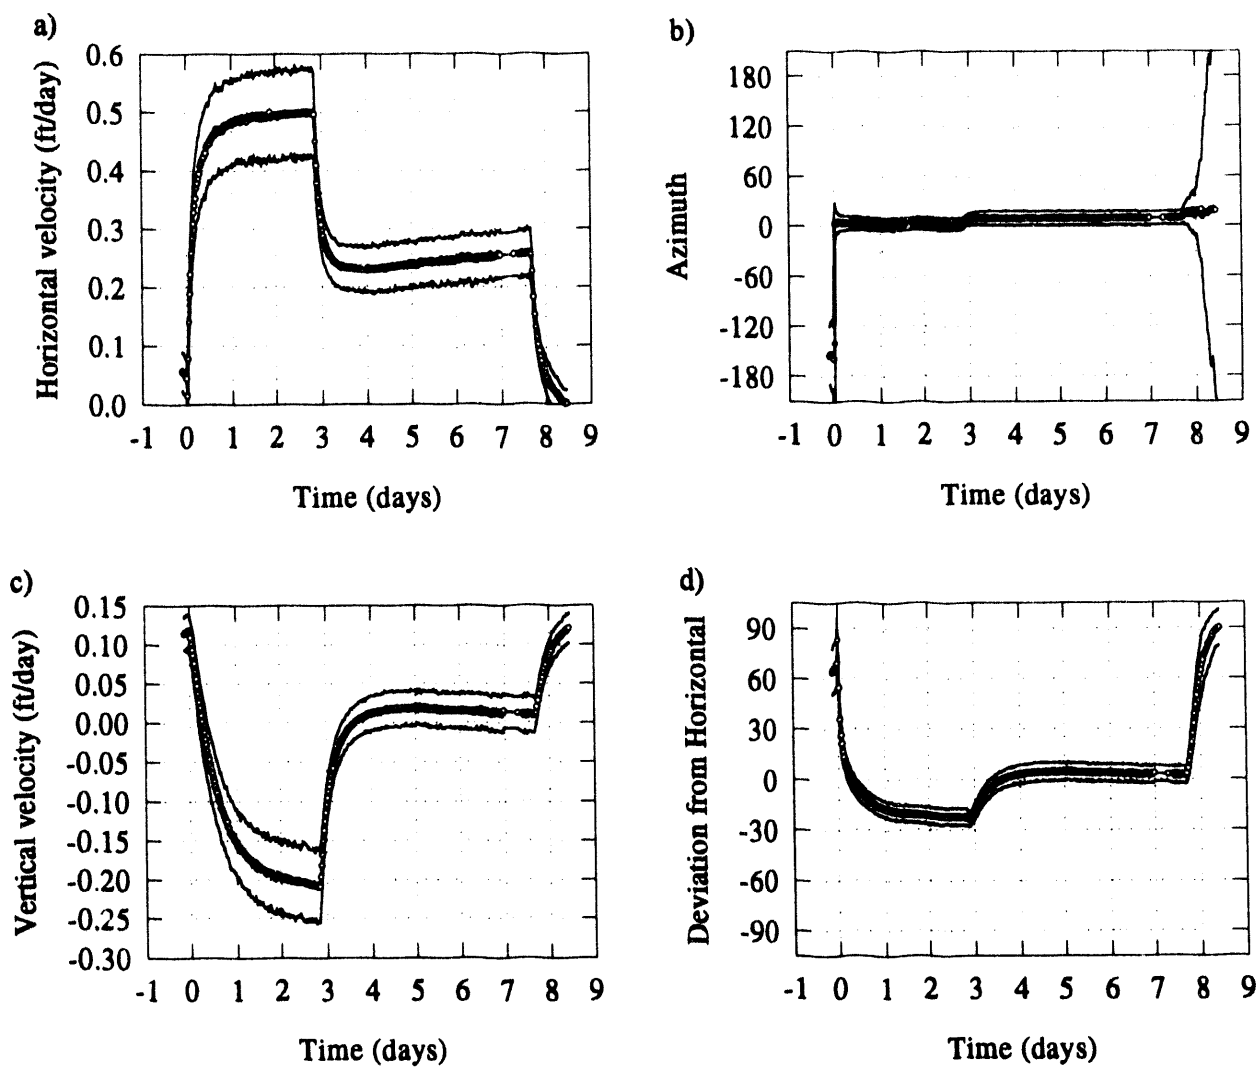 a)
Horizontal velocity (ft/day)
0.6
0.5
0.4
0.3
0.2
0.1
0.0
-1 0 1 2 3 4 5 6 7 8 9
Time (days)
b)
Azimuth
180
120
60
0
-60
-120
-180
-1 0 1 2 3 4 5 6 7 8 9
Time (days)
c)
Vertical velocity (ft/day)
0.15
0.10
0.05
0.00
-0.05
-0.10
-0.15
-0.20
-0.25
-0.30
-1 0 1 2 3 4 5 6 7 8 9
Time (days)
d)
Deviation from Horizontal
90
60
30
0
-30
-60
-90
-1 0 1 2 3 4 5 6 7 8 9
Time (days)